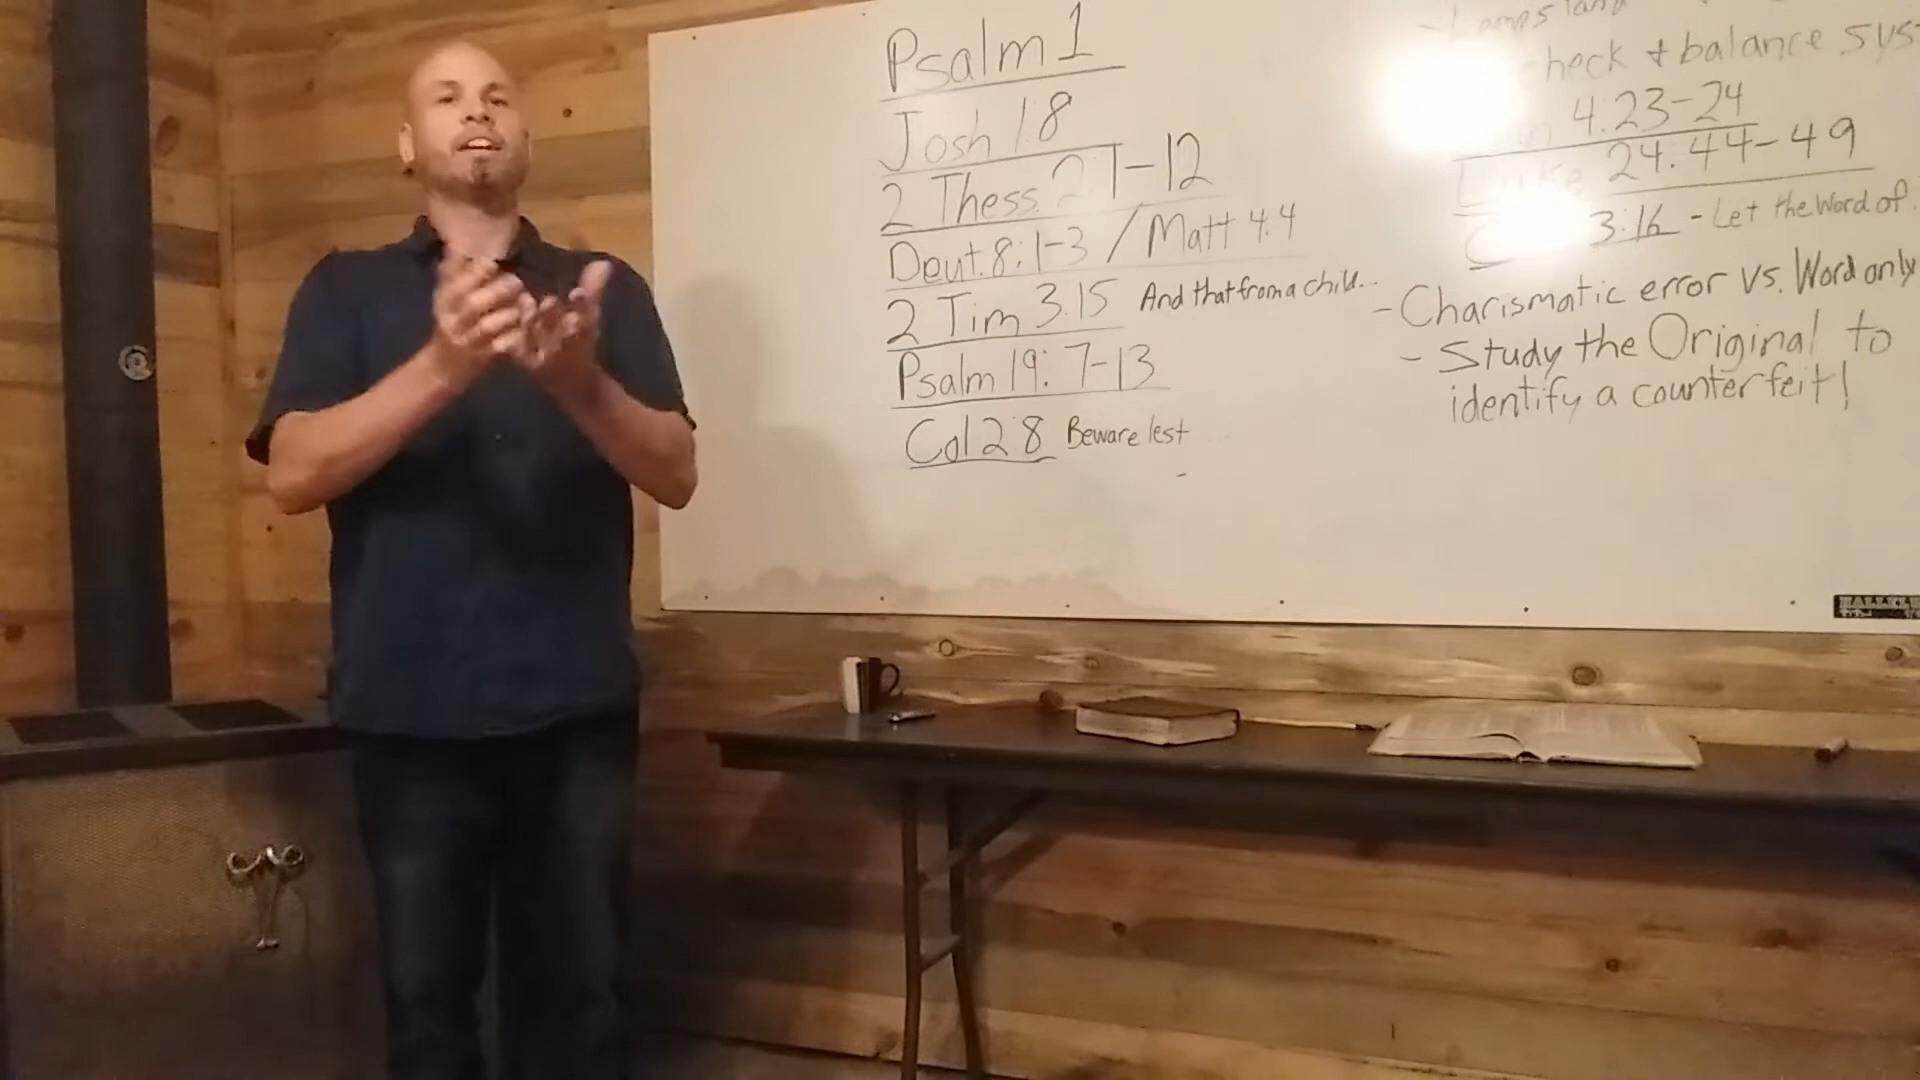 Psalm 1
Josh 1:8
2 Thess. 2:1-12
Deut. 8:1-3 / Matt 4:4
2 Tim 3:15 And that from a child...
Psalm 19: 7-13
Col 2:8 Beware lest
check + balance sys
4:23-24
Luke 24:44-49
3:16 - Let the Word of
- Charismatic error vs. Word only
- Study the Original to
identify a counterfeit!